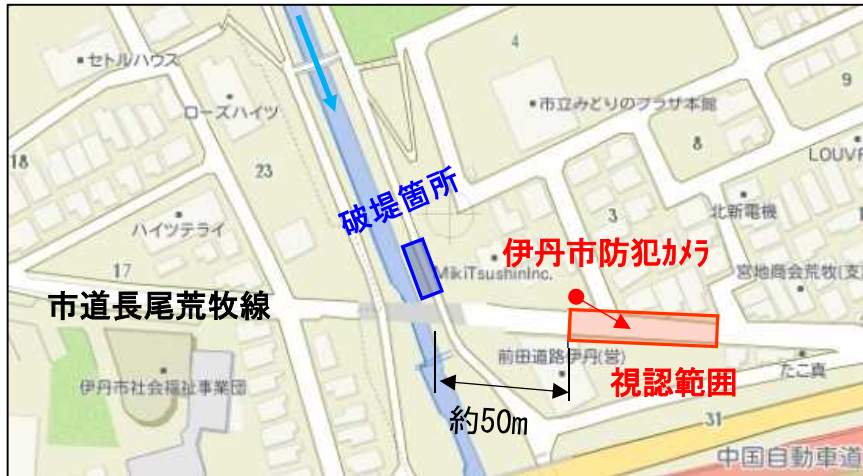 セトルハウス
4
9
市立みどりのプラザ本館
ローズハイツ
8
LOUVR
18
23
破堤箇所
3
北新電機
ハイツテライ
伊丹市防犯ｶﾒﾗ
17
MikiTsushinInc.
宮地商会荒牧(支)
市道長尾荒牧線
前田道路伊丹(営)
視認範囲
たこ真
伊丹市社会福祉事業団
約50m
31
中国自動車道